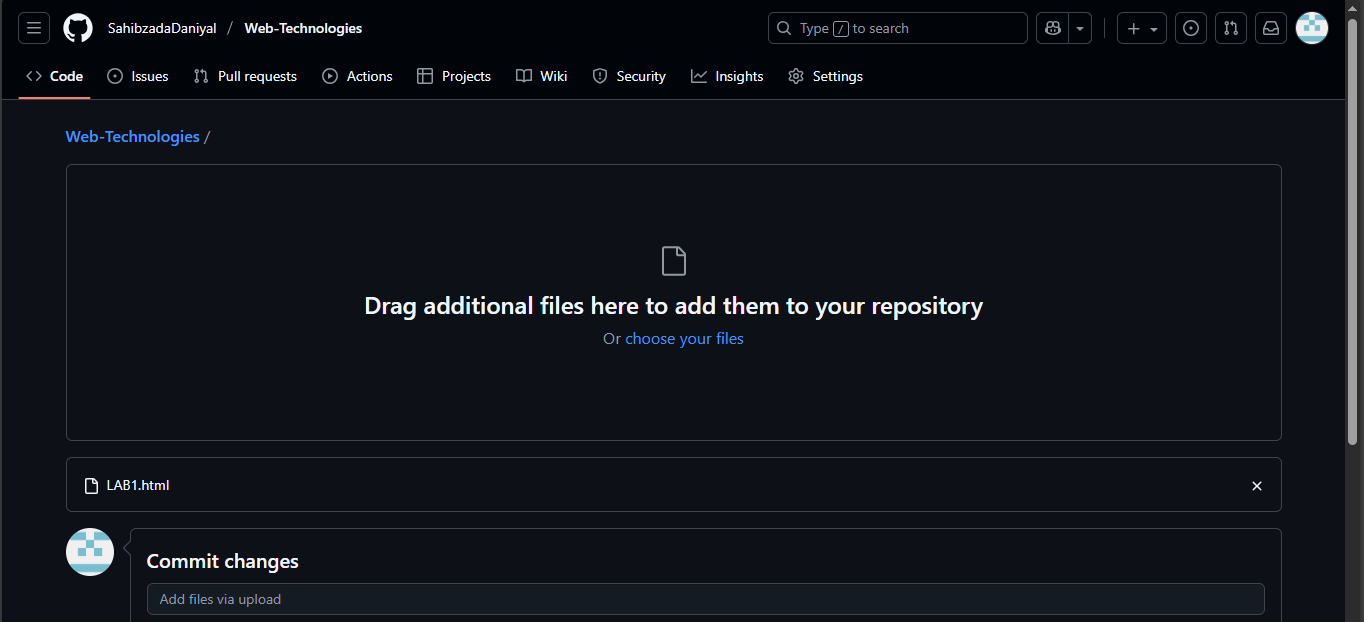 SahibzadaDaniyal / Web-Technologies Type / to search
Code Issues Pull requests Actions Projects Wiki Security Insights Settings
Web-Technologies /
Drag additional files here to add them to your repository
Or choose your files
LAB1.html
Commit changes
Add files via upload